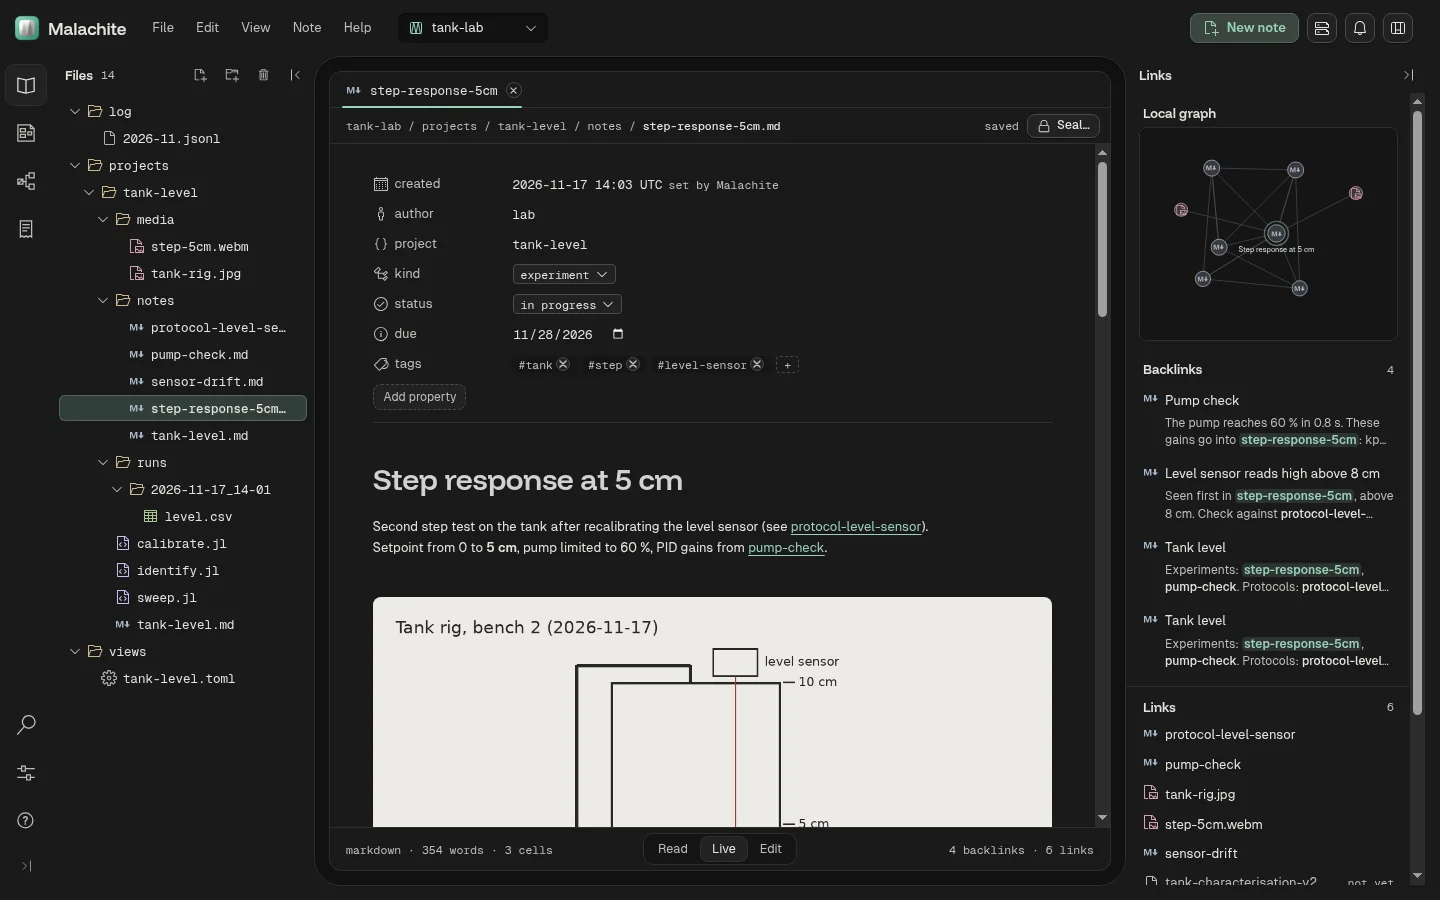 Malachite File Edit View Note Help tank-lab New note
Files 14
log
2026-11.jsonl
projects
tank-level
media
step-5cm.webm
tank-rig.jpg
notes
protocol-level-se…
pump-check.md
sensor-drift.md
step-response-5cm…
tank-level.md
runs
2026-11-17_14-01
level.csv
calibrate.jl
identify.jl
sweep.jl
tank-level.md
views
tank-level.toml
step-response-5cm
tank-lab / projects / tank-level / notes / step-response-5cm.md saved Seal…
created 2026-11-17 14:03 UTC set by Malachite
author lab
project tank-level
kind experiment
status in progress
due 11/28/2026
tags #tank #step #level-sensor +
Add property
Step response at 5 cm
Second step test on the tank after recalibrating the level sensor (see protocol-level-sensor).
Setpoint from 0 to 5 cm, pump limited to 60 %, PID gains from pump-check.
Tank rig, bench 2 (2026-11-17)
level sensor
10 cm
5 cm
markdown · 354 words · 3 cells Read Live Edit 4 backlinks · 6 links
Links
Local graph
Step response at 5 cm
Backlinks 4
Pump check
The pump reaches 60 % in 0.8 s. These
gains go into step-response-5cm: kp…
Level sensor reads high above 8 cm
Seen first in step-response-5cm, above
8 cm. Check against protocol-level-…
Tank level
Experiments: step-response-5cm,
pump-check. Protocols: protocol-level…
Tank level
Experiments: step-response-5cm,
pump-check. Protocols: protocol-level…
Links 6
protocol-level-sensor
pump-check
tank-rig.jpg
step-5cm.webm
sensor-drift
tank-characterisation-v2 not yet